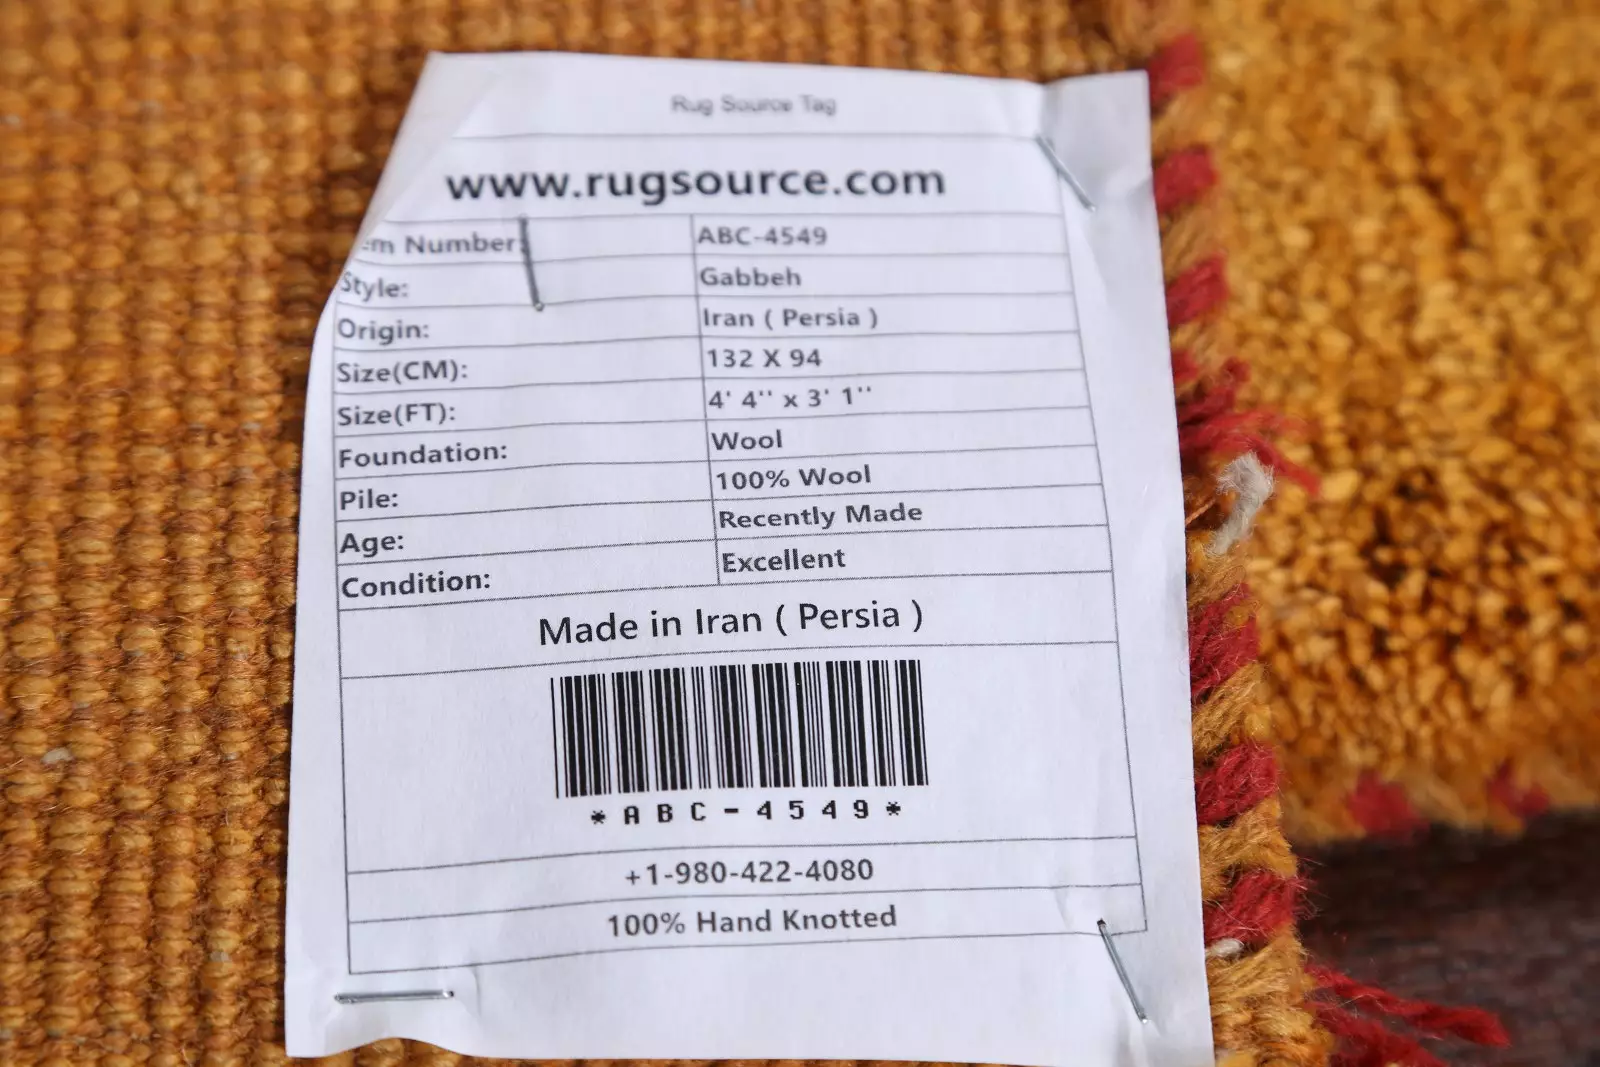 Rug Source Tag
www.rugsource.com
em Number: ABC-4549
Style: Gabbeh
Origin: Iran ( Persia )
Size(CM): 132 X 94
Size(FT): 4' 4'' x 3' 1''
Foundation: Wool
Pile: 100% Wool
Age: Recently Made
Condition: Excellent
Made in Iran ( Persia )
*ABC-4549*
+1-980-422-4080
100% Hand Knotted